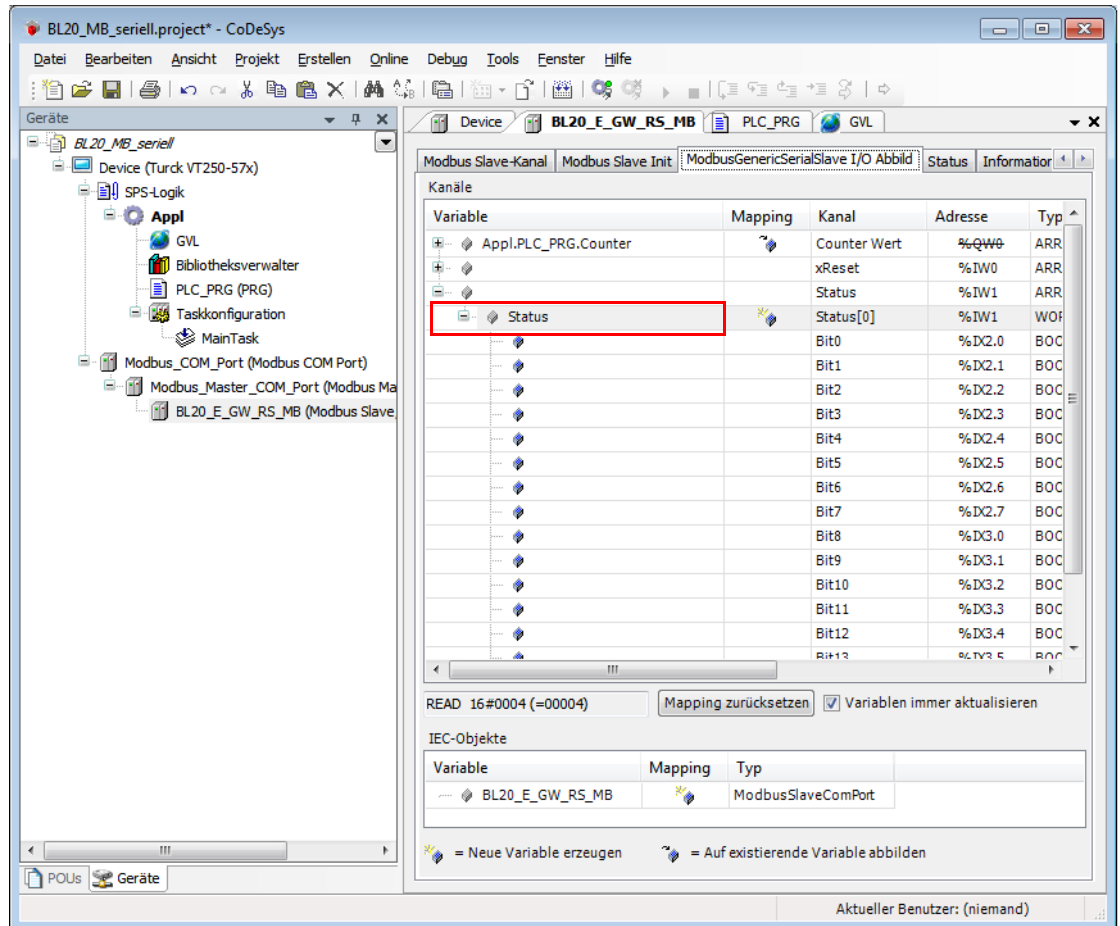 BL20_MB_seriell.project* - CoDeSys
Datei Bearbeiten Ansicht Projekt Erstellen Online Debug Tools Fenster Hilfe
Geräte
BL20_MB_seriell
Device (Turck VT250-57x)
SPS-Logik
Appl
GVL
Bibliotheksverwalter
PLC_PRG (PRG)
Taskkonfiguration
MainTask
Modbus_COM_Port (Modbus COM Port)
Modbus_Master_COM_Port (Modbus Ma
BL20_E_GW_RS_MB (Modbus Slave,
POUs Geräte
Device BL20_E_GW_RS_MB PLC_PRG GVL
Modbus Slave-Kanal Modbus Slave Init ModbusGenericSerialSlave I/O Abbild Status Information
Kanäle
Variable Mapping Kanal Adresse Typ
Appl.PLC_PRG.Counter Counter Wert %QW0 ARR
xReset %IW0 ARR
Status %IW1 ARR
Status Status[0] %IW1 WOR
Bit0 %IX2.0 BOO
Bit1 %IX2.1 BOO
Bit2 %IX2.2 BOO
Bit3 %IX2.3 BOO
Bit4 %IX2.4 BOO
Bit5 %IX2.5 BOO
Bit6 %IX2.6 BOO
Bit7 %IX2.7 BOO
Bit8 %IX3.0 BOO
Bit9 %IX3.1 BOO
Bit10 %IX3.2 BOO
Bit11 %IX3.3 BOO
Bit12 %IX3.4 BOO
Bit13 %IX3.5 BOO
READ 16#0004 (=00004) Mapping zurücksetzen Variablen immer aktualisieren
IEC-Objekte
Variable Mapping Typ
BL20_E_GW_RS_MB ModbusSlaveComPort
= Neue Variable erzeugen = Auf existierende Variable abbilden
Aktueller Benutzer: (niemand)